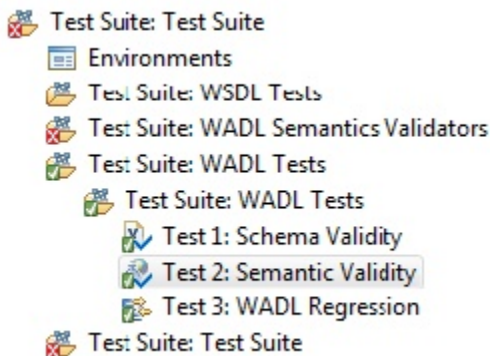 Test Suite: Test Suite
Environments
Test Suite: WSDL Tests
Test Suite: WADL Semantics Validators
Test Suite: WADL Tests
Test Suite: WADL Tests
Test 1: Schema Validity
Test 2: Semantic Validity
Test 3: WADL Regression
Test Suite: Test Suite